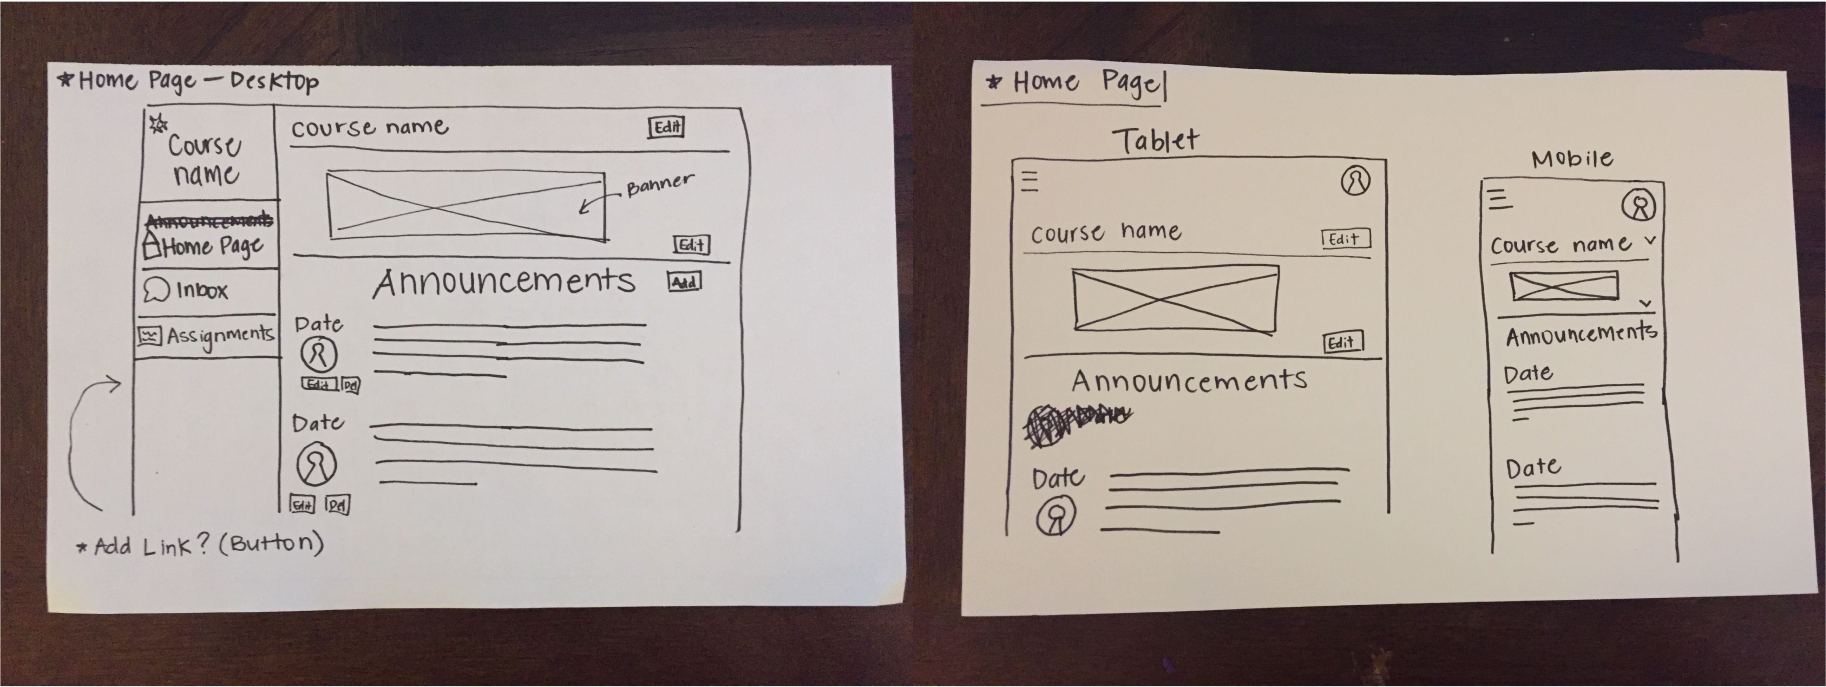 * Home Page – Desktop
Course
name
Announcements
Home Page
Inbox
Assignments
course name
Edit
Banner
Edit
Announcements
Add
Date
Edit Del
Date
Edit Del
* Add Link? (Button)
* Home Page
Tablet
course name
Edit
Edit
Announcements
Date
Mobile
course name
Announcements
Date
Date